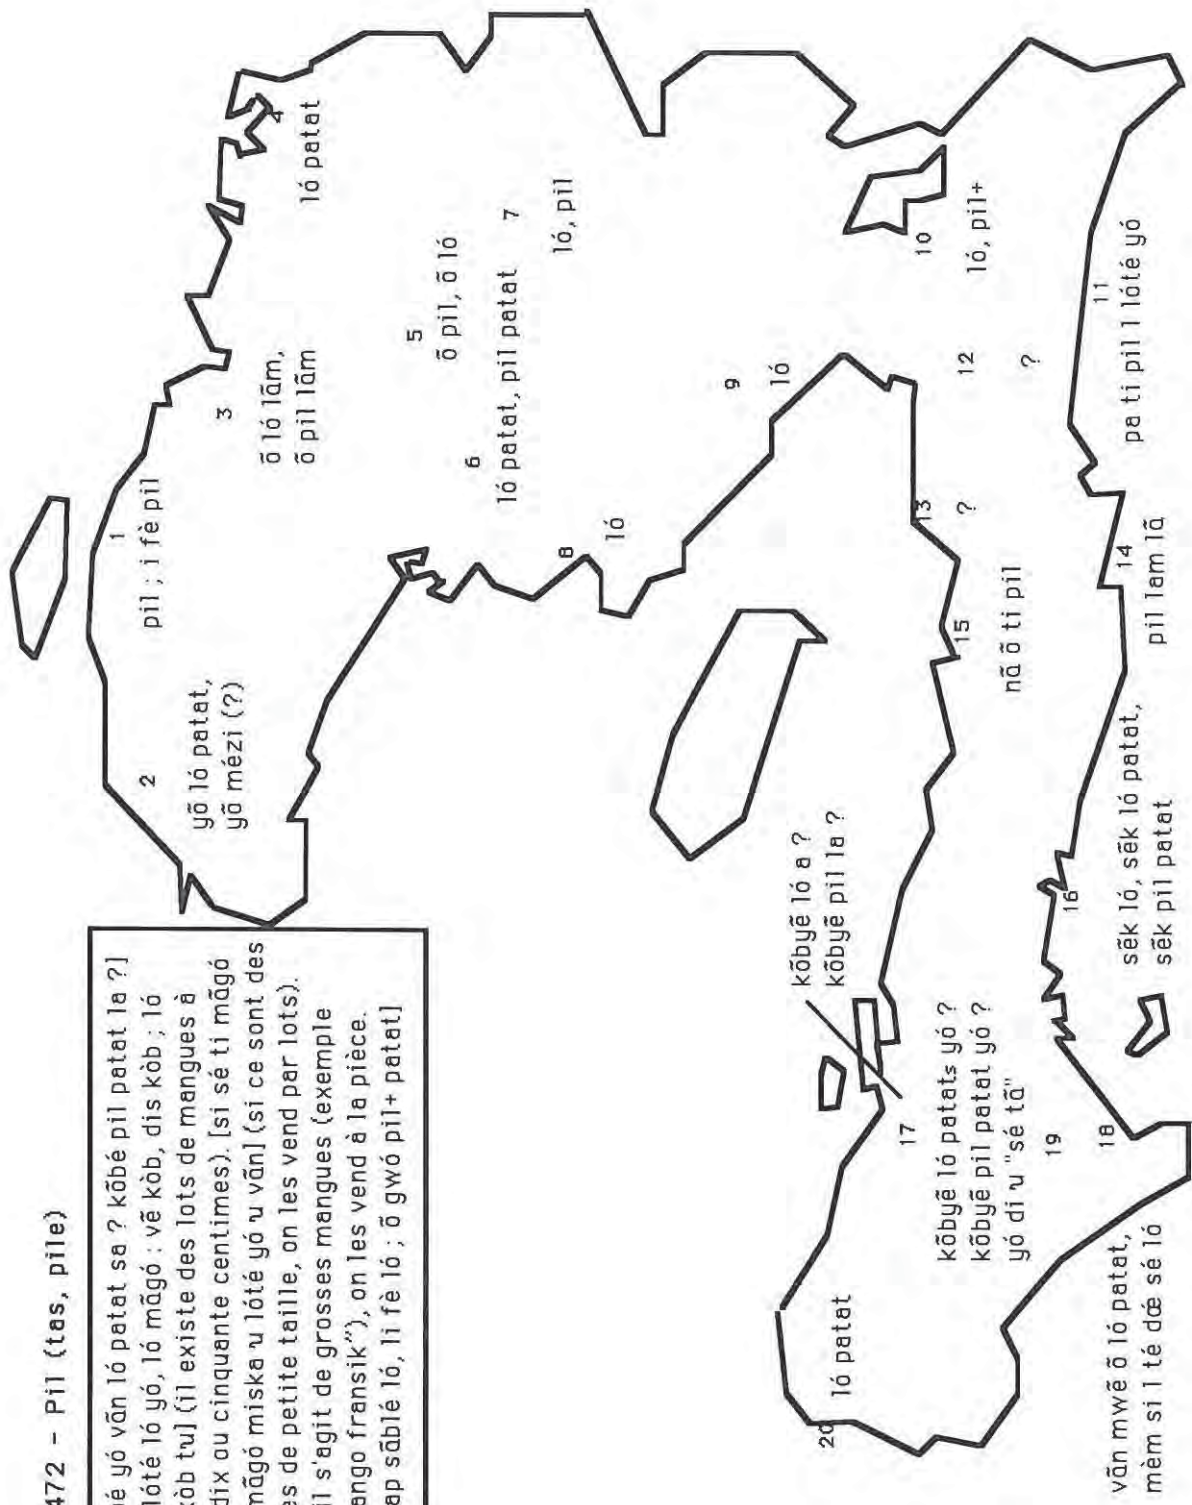 472 - Pil (tas, pile)
bé yó vãn ló patat sa ? kõbé pil patat la ?]
lóté ló yó, ló mãgó : vẽ kòb, dis kòb ; ló
kòb tu] (il existe des lots de mangues à
dix ou cinquante centimes). [si sé ti mãgó
mãgó miska u lóté yó u vãn] (si ce sont des
es de petite taille, on les vend par lots).
il s'agit de grosses mangues (exemple
ango fransik"), on les vend à la pièce.
ap sãblé ló, li fè ló ; õ gwó pil+ patat]
1
pil ; i fè pil
2
yõ ló patat,
yõ mézi (?)
3
õ ló lãm,
õ pil lãm
4
ló patat
5
õ pil, õ ló
6
ló patat, pil patat
7
ló, pil
8
ló
9
ló
10
ló, pil+
11
pa ti pil l lóté yó
12
?
13
?
14
pil lam lã
15
nã õ ti pil
16
sẽk ló, sẽk ló patat,
sẽk pil patat
17
kõbyẽ ló a ?
kõbyẽ pil la ?
kõbyẽ ló patats yó ?
kõbyẽ pil patat yó ?
yó di u "sé tã"
19
18
vãn mwẽ õ ló patat,
mèm si l té dœ́ sé ló
20
ló patat